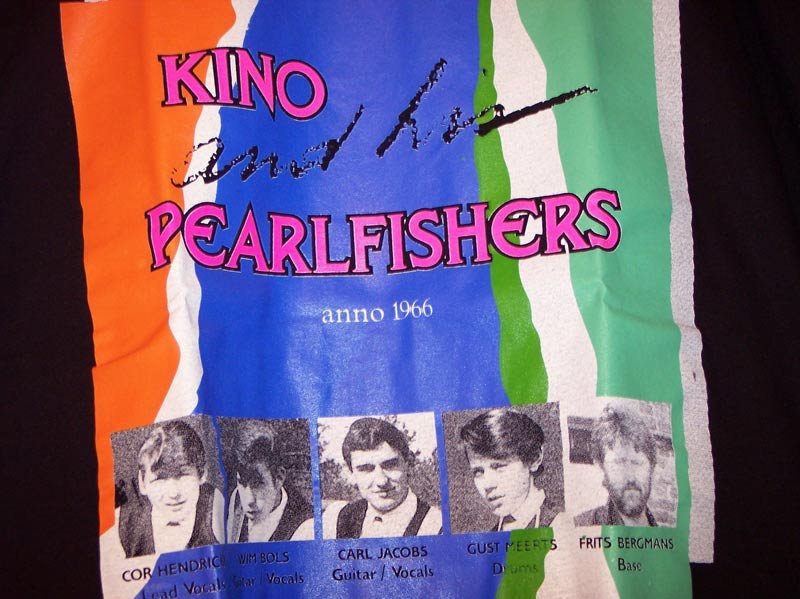 KINO
and his
PEARLFISHERS
anno 1966
COR HENDRICK WIM BOLS CARL JACOBS GUST MEERTS FRITS BERGMANS
Lead Vocals Guitar / Vocals Guitar / Vocals Drums Base